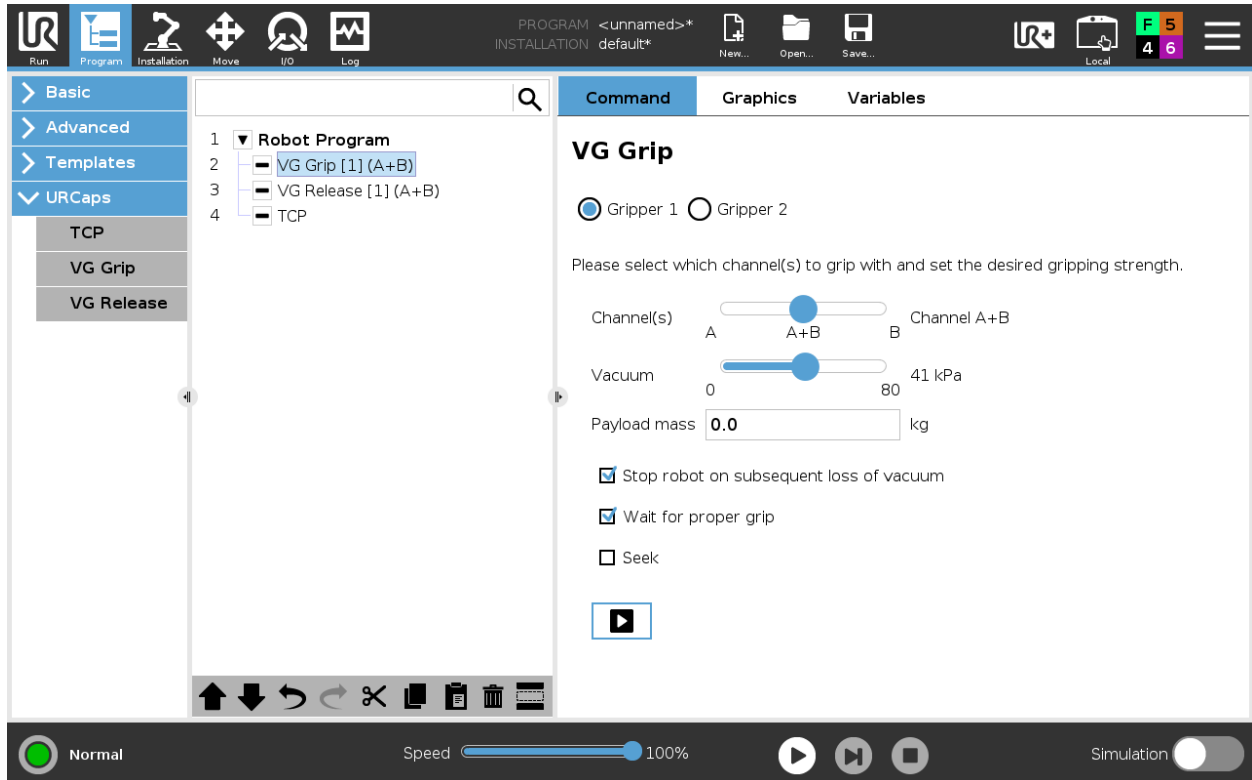 PROGRAM <unnamed>*
INSTALLATION default*
UR
UR+
F 5
4 6
Run Program Installation Move I/O Log New... Open... Save... Local
Basic
Advanced
Templates
URCaps
TCP
VG Grip
VG Release
1 Robot Program
2 VG Grip [1] (A+B)
3 VG Release [1] (A+B)
4 TCP
Command Graphics Variables
VG Grip
Gripper 1 Gripper 2
Please select which channel(s) to grip with and set the desired gripping strength.
Channel(s) Channel A+B
A A+B B
Vacuum 41 kPa
0 80
Payload mass 0.0 kg
Stop robot on subsequent loss of vacuum
Wait for proper grip
Seek
Normal Speed 100% Simulation